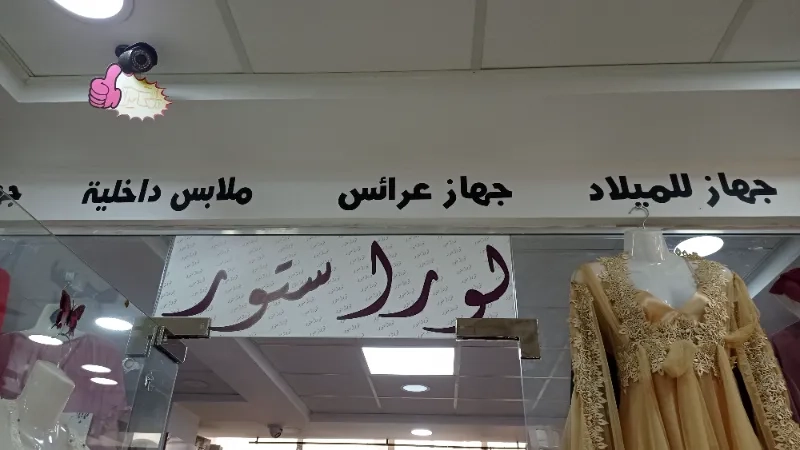 جهاز للميلاد جهاز عرائس ملابس داخلية
لورا ستور